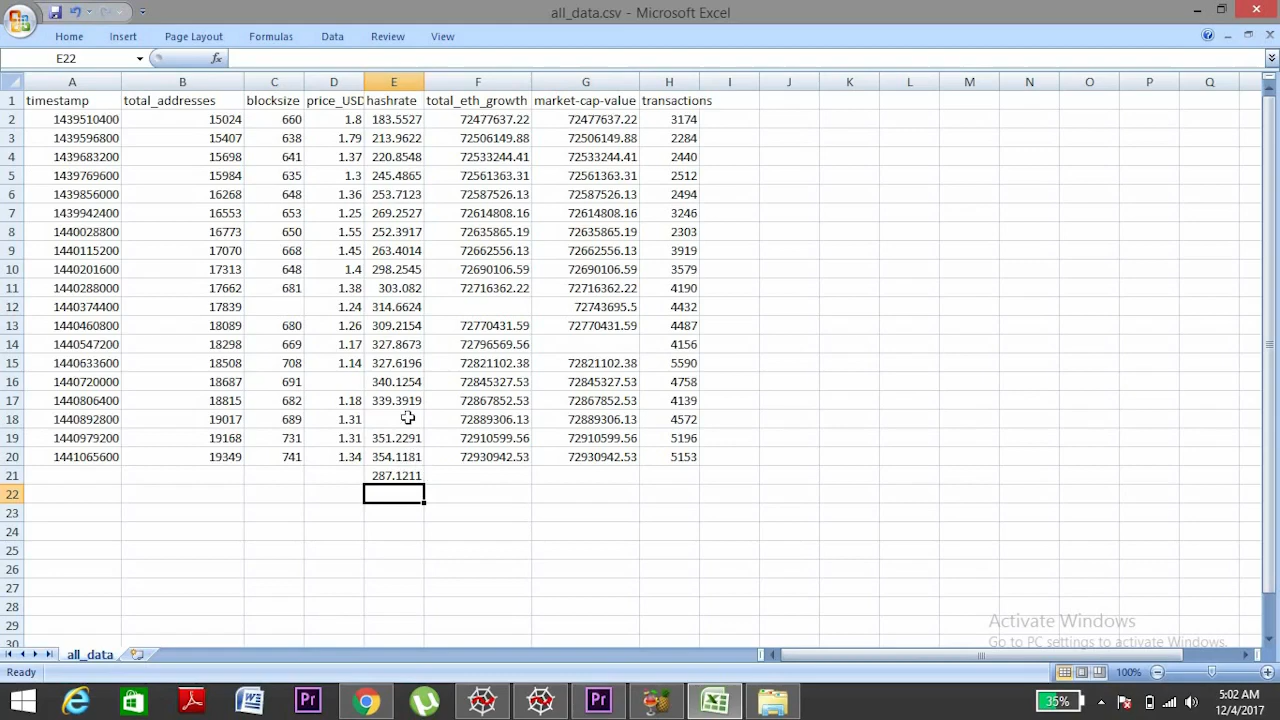 all_data.csv - Microsoft Excel
Home Insert Page Layout Formulas Data Review View
E22 fx
A B C D E F G H I J K L M N O P Q
1 timestamp total_addresses blocksize price_USD hashrate total_eth_growth market-cap-value transactions
2 1439510400 15024 660 1.8 183.5527 72477637.22 72477637.22 3174
3 1439596800 15407 638 1.79 213.9622 72506149.88 72506149.88 2284
4 1439683200 15698 641 1.37 220.8548 72533244.41 72533244.41 2440
5 1439769600 15984 635 1.3 245.4865 72561363.31 72561363.31 2512
6 1439856000 16268 648 1.36 253.7123 72587526.13 72587526.13 2494
7 1439942400 16553 653 1.25 269.2527 72614808.16 72614808.16 3246
8 1440028800 16773 650 1.55 252.3917 72635865.19 72635865.19 2303
9 1440115200 17070 668 1.45 263.4014 72662556.13 72662556.13 3919
10 1440201600 17313 648 1.4 298.2545 72690106.59 72690106.59 3579
11 1440288000 17662 681 1.38 303.082 72716362.22 72716362.22 4190
12 1440374400 17839 1.24 314.6624 72743695.5 4432
13 1440460800 18089 680 1.26 309.2154 72770431.59 72770431.59 4487
14 1440547200 18298 669 1.17 327.8673 72796569.56 4156
15 1440633600 18508 708 1.14 327.6196 72821102.38 72821102.38 5590
16 1440720000 18687 691 340.1254 72845327.53 72845327.53 4758
17 1440806400 18815 682 1.18 339.3919 72867852.53 72867852.53 4139
18 1440892800 19017 689 1.31 72889306.13 72889306.13 4572
19 1440979200 19168 731 1.31 351.2291 72910599.56 72910599.56 5196
20 1441065600 19349 741 1.34 354.1181 72930942.53 72930942.53 5153
21 287.1211
22
23
24
25
26
27
28
29
30
Activate Windows
Go to PC settings to activate Windows.
all_data
Ready 100%
35% 5:02 AM
12/4/2017